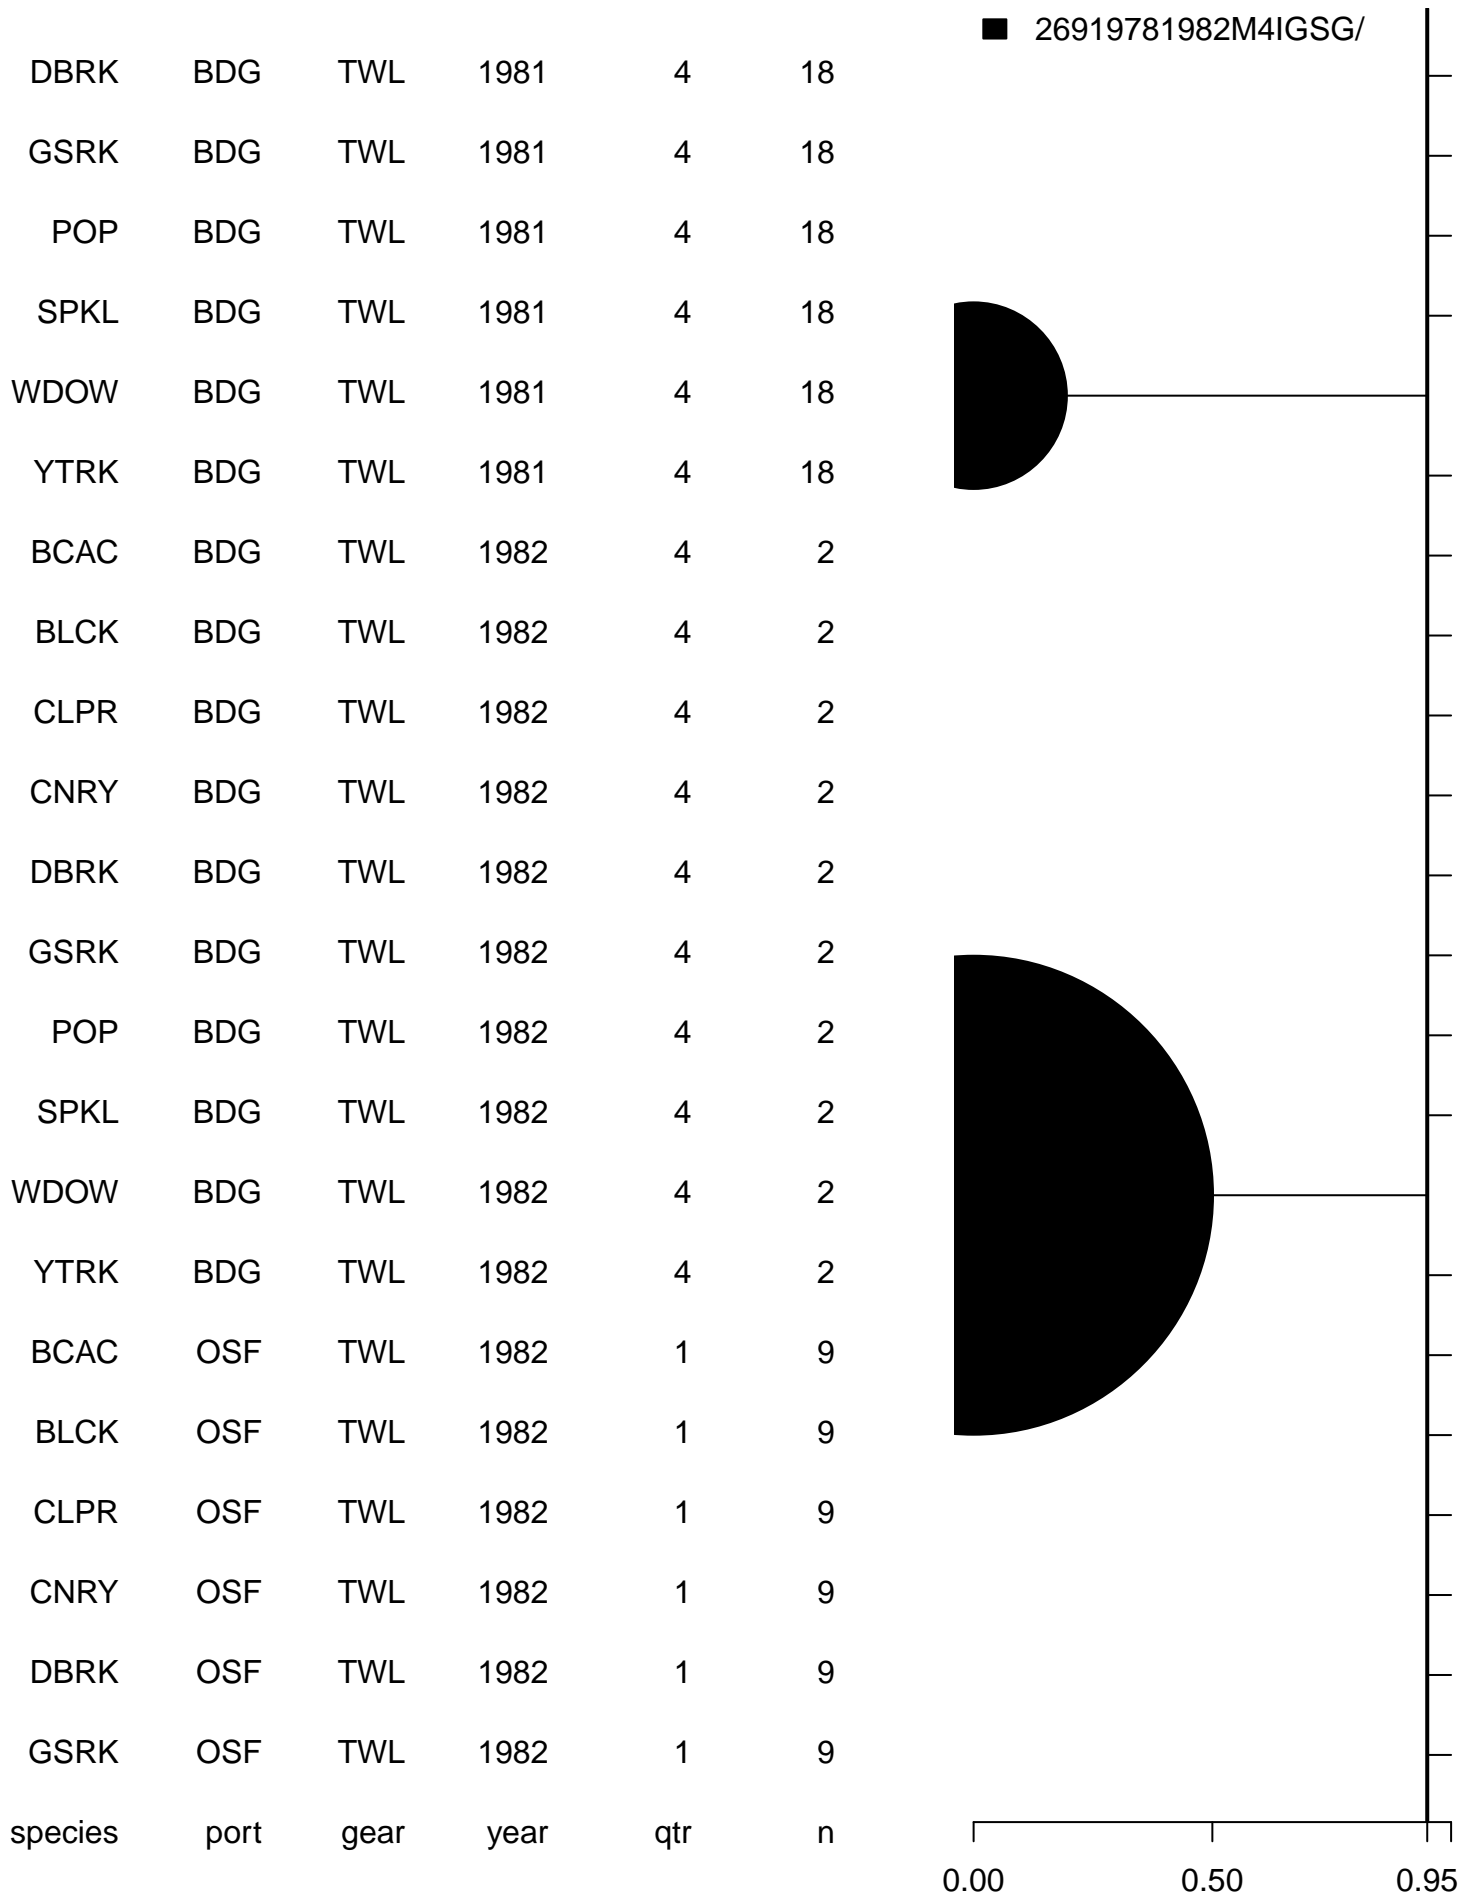 26919781982M4IGSG/
DBRK BDG TWL 1981 4 18
GSRK BDG TWL 1981 4 18
POP BDG TWL 1981 4 18
SPKL BDG TWL 1981 4 18
WDOW BDG TWL 1981 4 18
YTRK BDG TWL 1981 4 18
BCAC BDG TWL 1982 4 2
BLCK BDG TWL 1982 4 2
CLPR BDG TWL 1982 4 2
CNRY BDG TWL 1982 4 2
DBRK BDG TWL 1982 4 2
GSRK BDG TWL 1982 4 2
POP BDG TWL 1982 4 2
SPKL BDG TWL 1982 4 2
WDOW BDG TWL 1982 4 2
YTRK BDG TWL 1982 4 2
BCAC OSF TWL 1982 1 9
BLCK OSF TWL 1982 1 9
CLPR OSF TWL 1982 1 9
CNRY OSF TWL 1982 1 9
DBRK OSF TWL 1982 1 9
GSRK OSF TWL 1982 1 9
species port gear year qtr n
0.00 0.50 0.95